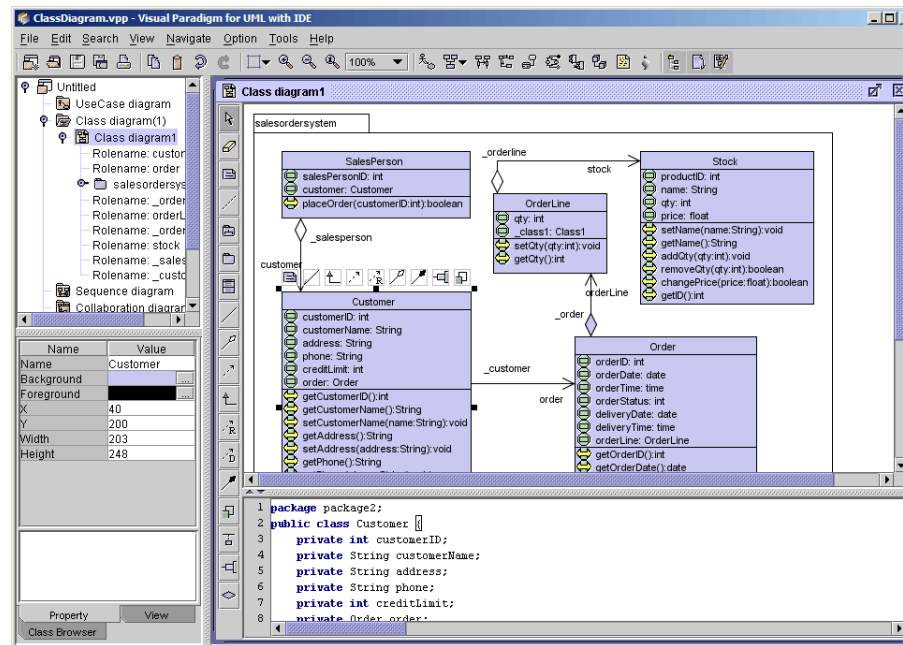 ClassDiagram.vpp - Visual Paradigm for UML with IDE
File Edit Search View Navigate Option Tools Help
100%
Untitled
UseCase diagram
Class diagram(1)
Class diagram1
Rolename: custor
Rolename: order
salesordersys
Rolename: _order
Rolename: orderL
Rolename: _order
Rolename: stock
Rolename: _sales
Rolename: _custo
Sequence diagram
Collaboration diagrar
Name Value
Name Customer
Background ...
Foreground ...
X 40
Y 200
Width 203
Height 248
Property View
Class Browser
Class diagram1
salesordersystem
SalesPerson
salesPersonID: int
customer: Customer
placeOrder(customerID:int):boolean
_salesperson
customer
_orderline
stock
OrderLine
qty: int
_class1: Class1
setQty(qty:int):void
getQty():int
Stock
productID: int
name: String
qty: int
price: float
setName(name:String):void
getName():String
addQty(qty:int):void
removeQty(qty:int):boolean
changePrice(price:float):boolean
getID():int
orderLine
_order
Customer
customerID: int
customerName: String
address: String
phone: String
creditLimit: int
order: Order
getCustomerID():int
getCustomerName():String
setCustomerName(name:String):void
getAddress():String
setAddress(address:String):void
getPhone():String
_customer
order
Order
orderID: int
orderDate: date
orderTime: time
orderStatus: int
deliveryDate: date
deliveryTime: time
orderLine: OrderLine
getOrderID():int
getOrderDate():date
1 package package2;
2 public class Customer {
3 private int customerID;
4 private String customerName;
5 private String address;
6 private String phone;
7 private int creditLimit;
8 private Order order;